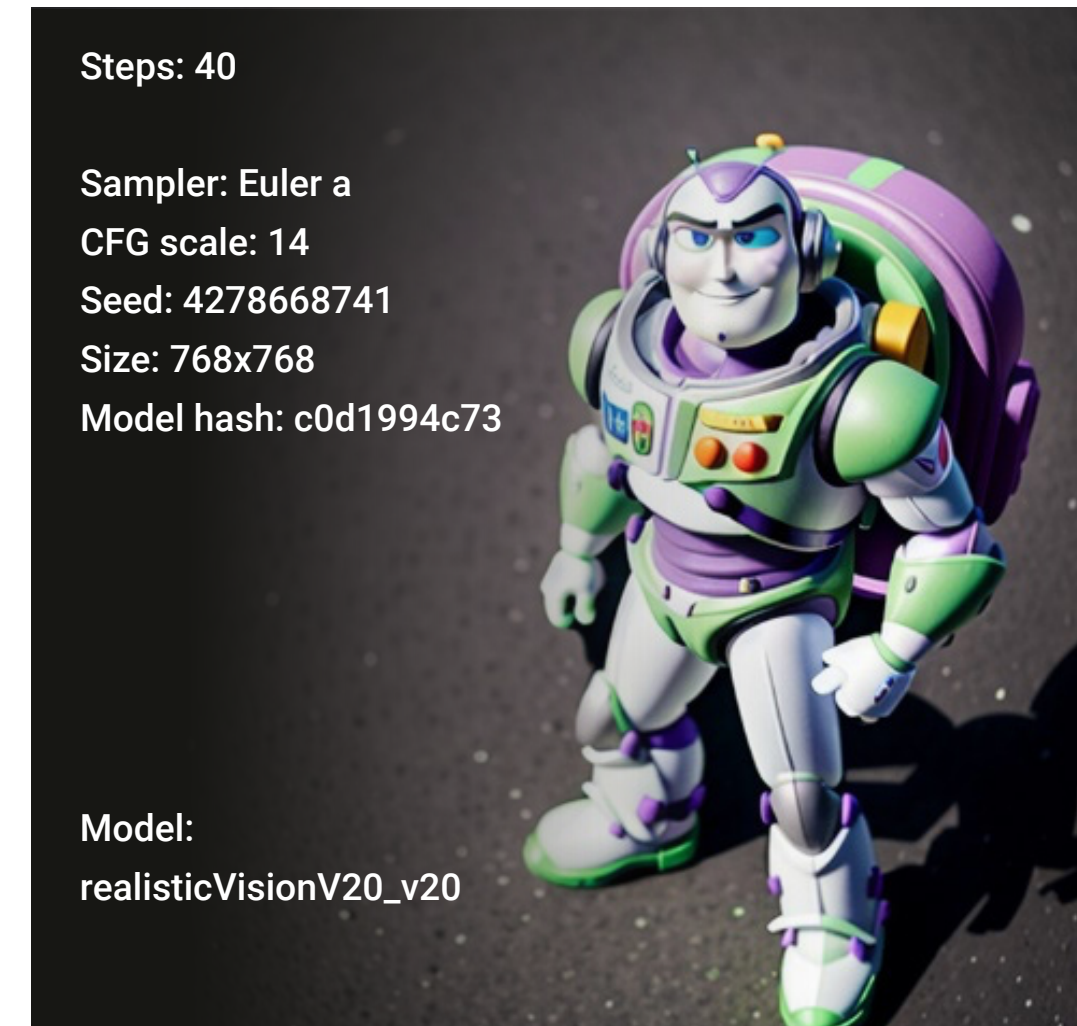 Steps: 40
Sampler: Euler a
CFG scale: 14
Seed: 4278668741
Size: 768x768
Model hash: c0d1994c73
Model:
realisticVisionV20_v20